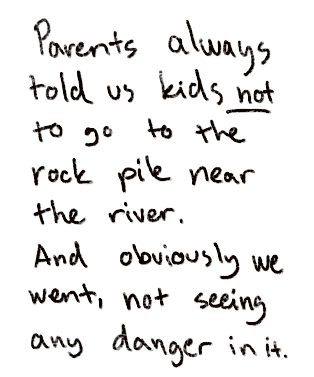 Parents always
told us kids not
to go to the
rock pile near
the river.
And obviously we
went, not seeing
any danger in it.